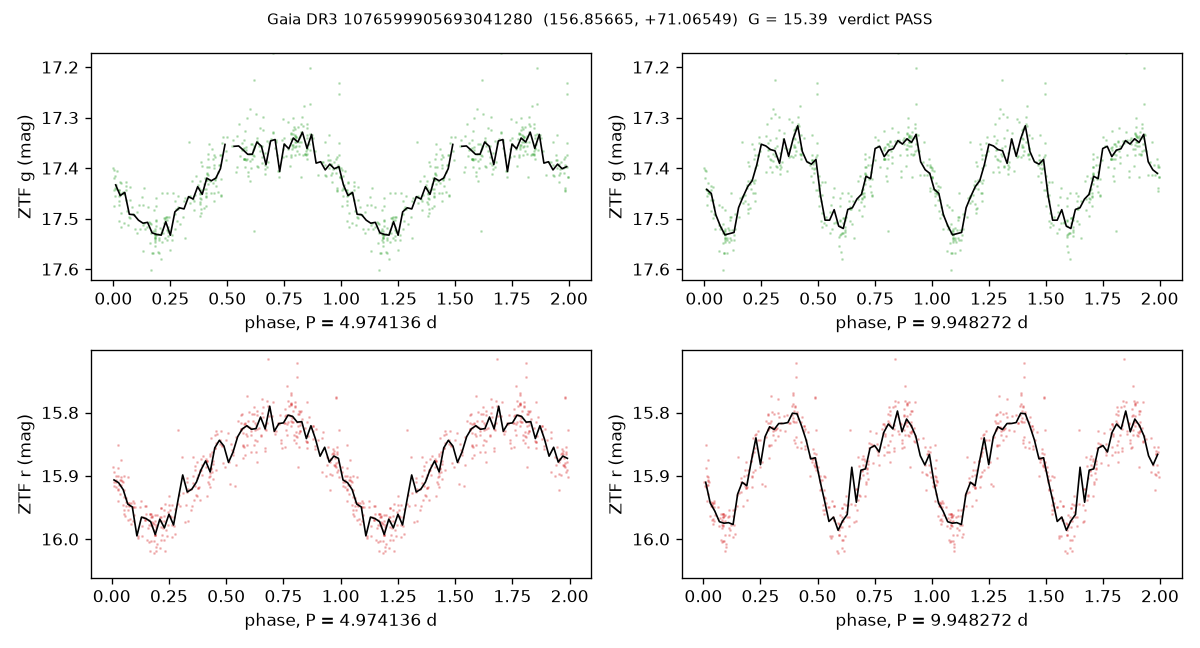 Gaia DR3 1076599905693041280 (156.85665, +71.06549) G = 15.39 verdict PASS
17.2
17.3
17.4
17.5
17.6
ZTF g (mag)
0.00 0.25 0.50 0.75 1.00 1.25 1.50 1.75 2.00
phase, P = 4.974136 d
17.2
17.3
17.4
17.5
17.6
ZTF g (mag)
0.00 0.25 0.50 0.75 1.00 1.25 1.50 1.75 2.00
phase, P = 9.948272 d
15.8
15.9
16.0
ZTF r (mag)
0.00 0.25 0.50 0.75 1.00 1.25 1.50 1.75 2.00
phase, P = 4.974136 d
15.8
15.9
16.0
ZTF r (mag)
0.00 0.25 0.50 0.75 1.00 1.25 1.50 1.75 2.00
phase, P = 9.948272 d